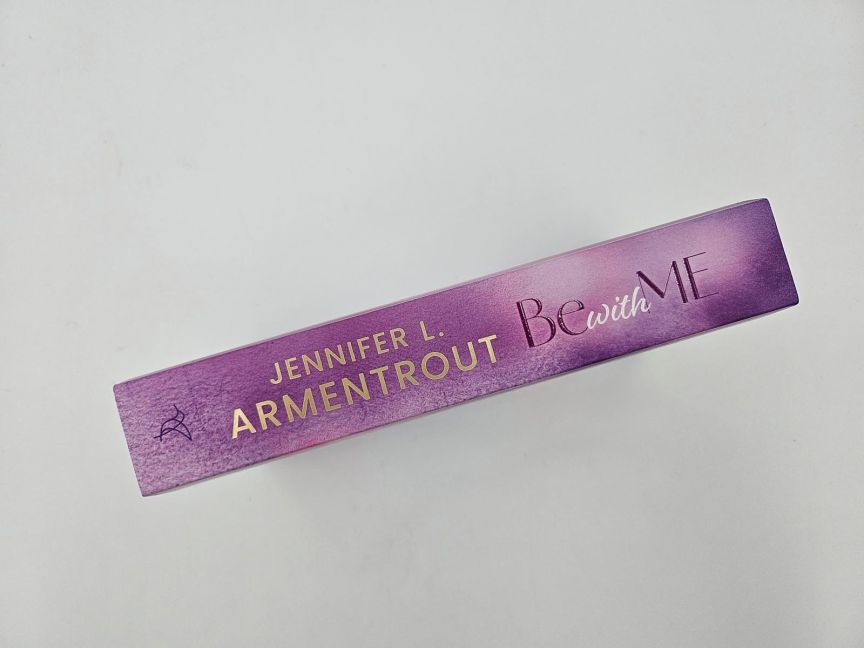 JENNIFER L.
ARMENTROUT
Be with ME